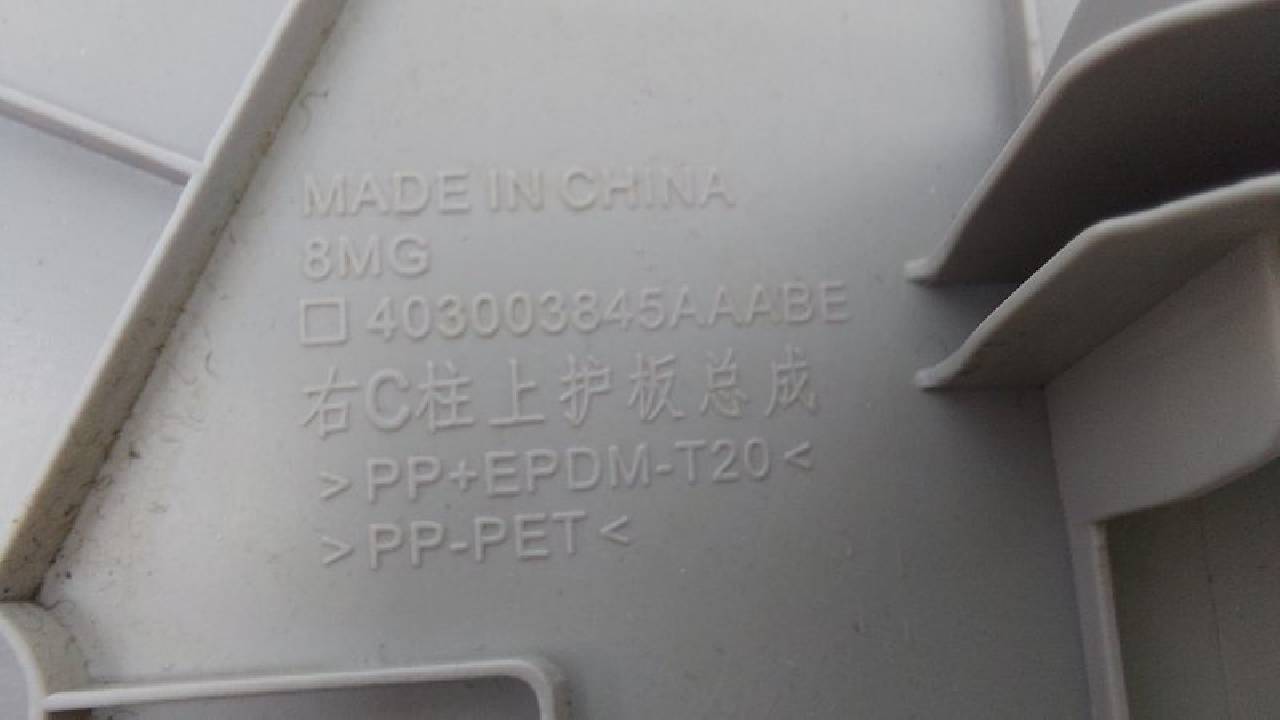 MADE IN CHINA
8MG
□ 403003845AAABE
右C柱上护板总成
>PP+EPDM-T20<
>PP-PET<